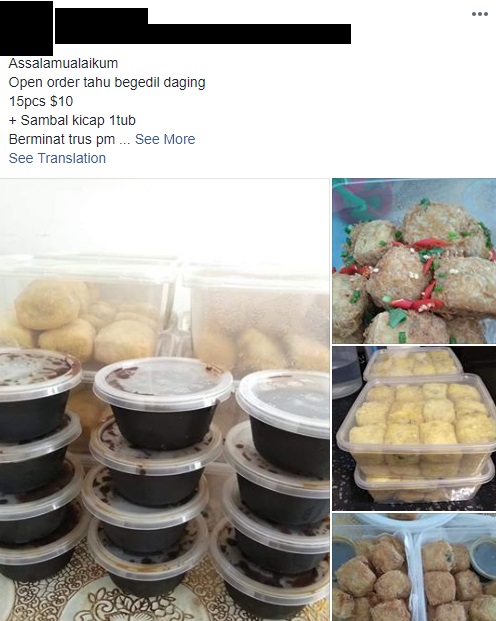 Assalamualaikum
Open order tahu begedil daging
15pcs $10
+ Sambal kicap 1tub
Berminat trus pm ... See More
See Translation